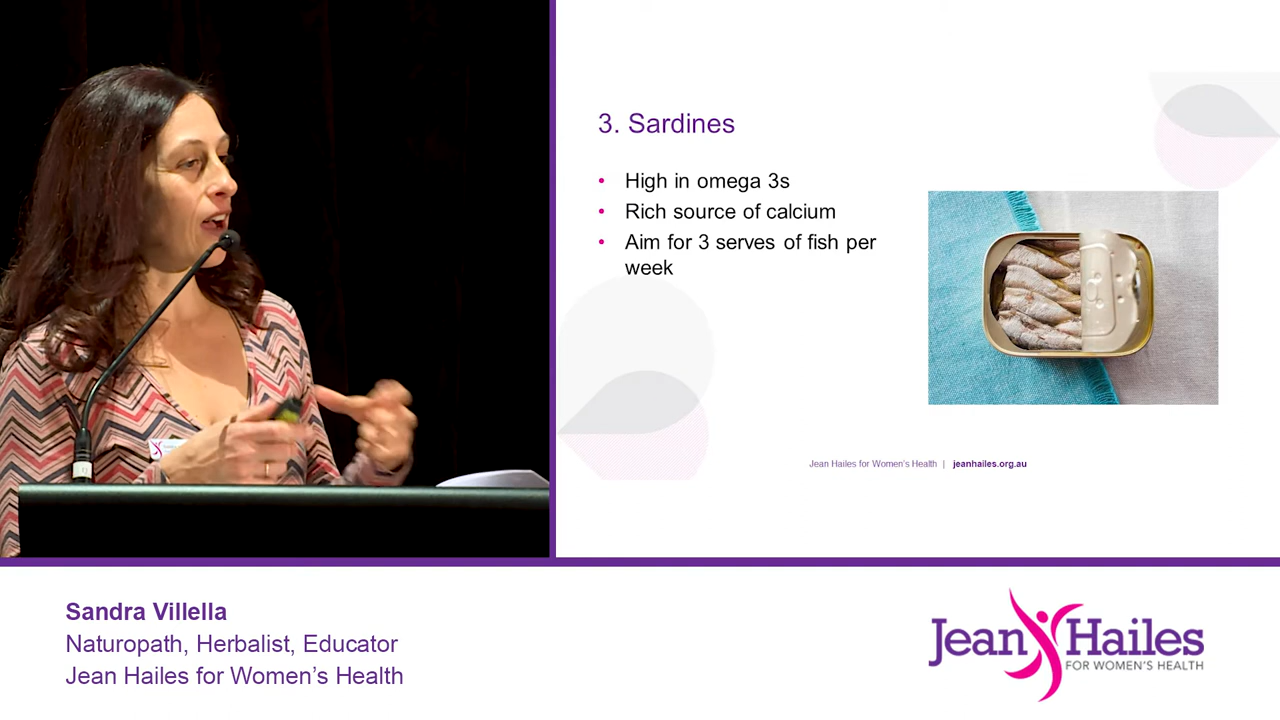 3. Sardines
• High in omega 3s
• Rich source of calcium
• Aim for 3 serves of fish per
week
Jean Hailes for Women's Health | jeanhailes.org.au
Sandra Villella
Naturopath, Herbalist, Educator
Jean Hailes for Women's Health
Jean Hailes
FOR WOMEN'S HEALTH